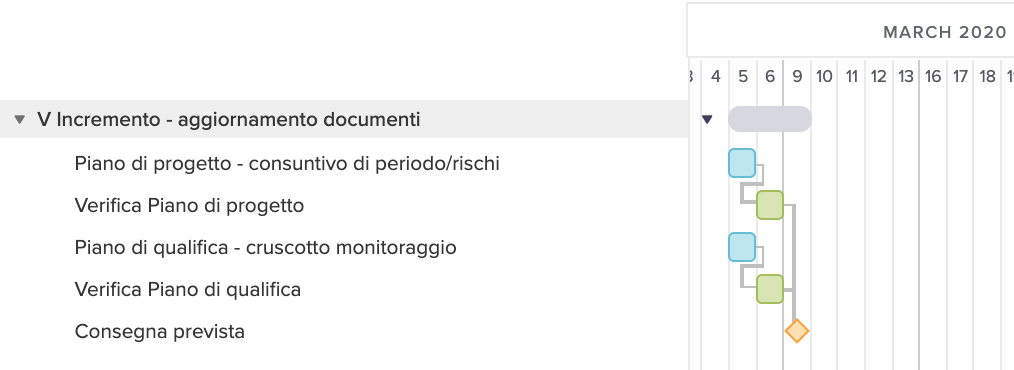 MARCH 2020
4 5 6 9 10 11 12 13 16 17 18
V Incremento - aggiornamento documenti
Piano di progetto - consuntivo di periodo/rischi
Verifica Piano di progetto
Piano di qualifica - cruscotto monitoraggio
Verifica Piano di qualifica
Consegna prevista